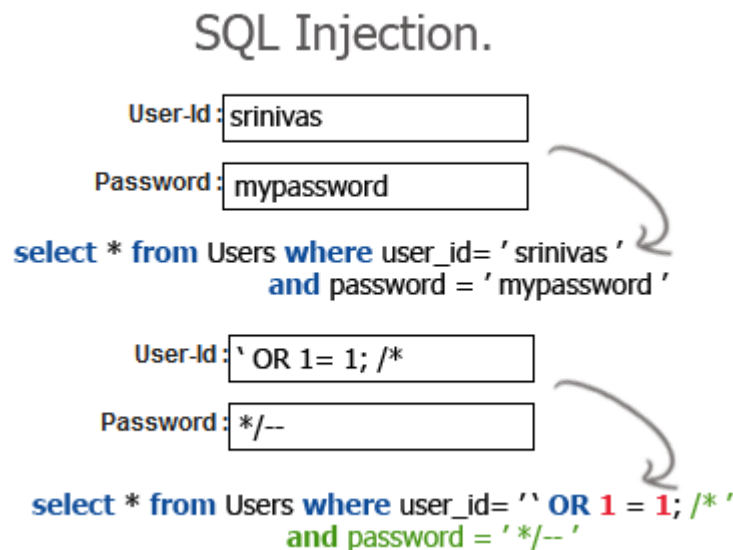 SQL Injection.
User-Id : srinivas
Password : mypassword
select * from Users where user_id= ' srinivas '
and password = ' mypassword '
User-Id : ` OR 1= 1; /*
Password : */--
select * from Users where user_id= ' ` OR 1 = 1; /* '
and password = ' */-- '